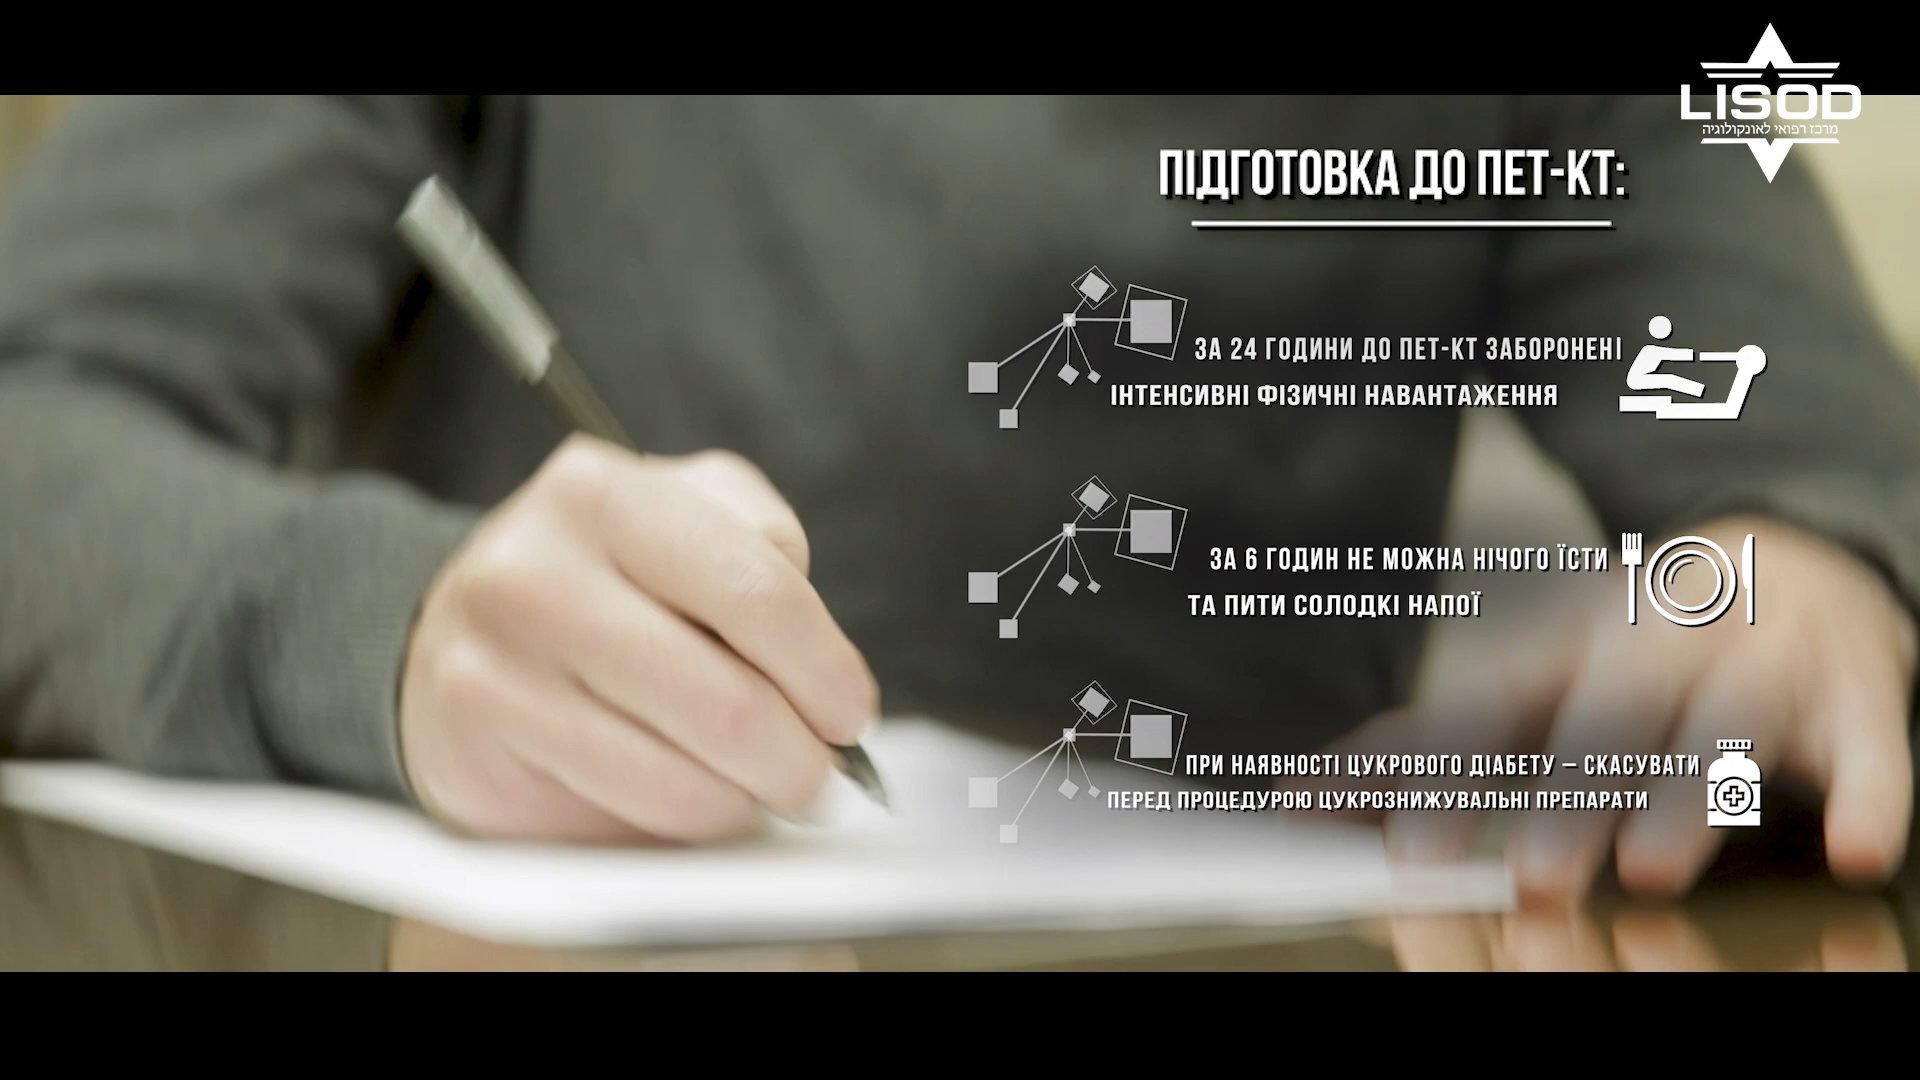 LISOD
מרכז רפואי לאונקולוגיה
ПІДГОТОВКА ДО ПЕТ-КТ:
ЗА 24 ГОДИНИ ДО ПЕТ-КТ ЗАБОРОНЕНІ
ІНТЕНСИВНІ ФІЗИЧНІ НАВАНТАЖЕННЯ
ЗА 6 ГОДИН НЕ МОЖНА НІЧОГО ЇСТИ
ТА ПИТИ СОЛОДКІ НАПОЇ
ПРИ НАЯВНОСТІ ЦУКРОВОГО ДІАБЕТУ – СКАСУВАТИ
ПЕРЕД ПРОЦЕДУРОЮ ЦУКРОЗНИЖУВАЛЬНІ ПРЕПАРАТИ